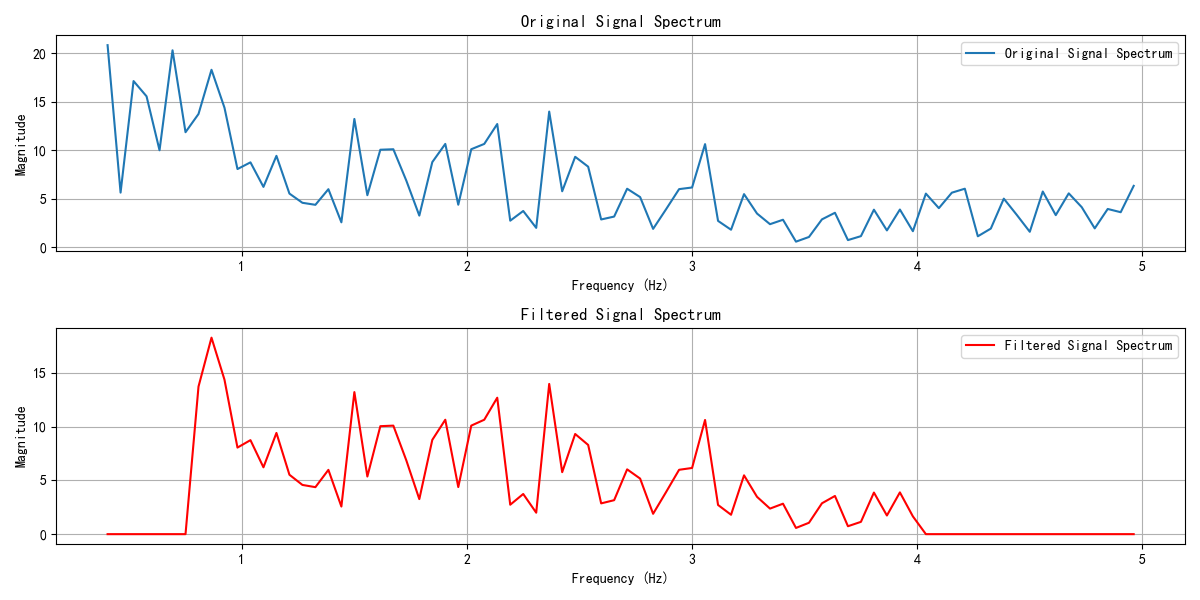 Original Signal Spectrum
Original Signal Spectrum
Magnitude
20
15
10
5
0
1 2 3 4 5
Frequency (Hz)
Filtered Signal Spectrum
Filtered Signal Spectrum
Magnitude
15
10
5
0
1 2 3 4 5
Frequency (Hz)